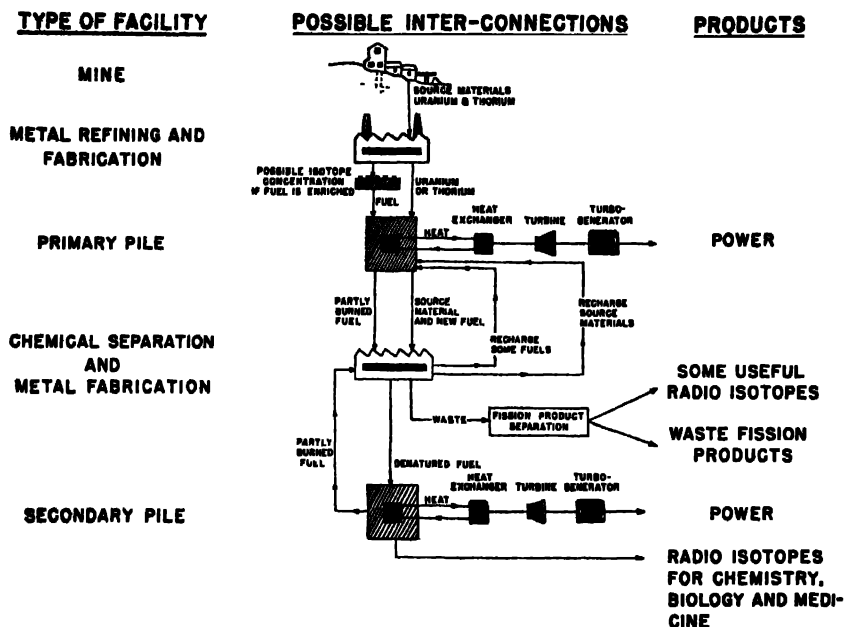 TYPE OF FACILITY
POSSIBLE INTER-CONNECTIONS
PRODUCTS
MINE
SOURCE MATERIALS
URANIUM & THORIUM
METAL REFINING AND
FABRICATION
POSSIBLE ISOTOPE
CONCENTRATION
IF FUEL IS ENRICHED
FUEL
URANIUM
OR THORIUM
PRIMARY PILE
HEAT
HEAT
EXCHANGER
TURBINE
TURBO-
GENERATOR
POWER
PARTLY
BURNED
FUEL
SOURCE
MATERIAL
AND NEW FUEL
RECHARGE
SOME FUELS
RECHARGE
SOURCE
MATERIALS
CHEMICAL SEPARATION
AND
METAL FABRICATION
WASTE
FISSION PRODUCT
SEPARATION
SOME USEFUL
RADIO ISOTOPES
WASTE FISSION
PRODUCTS
PARTLY
BURNED
FULL
DENATURED FUEL
SECONDARY PILE
HEAT
HEAT
EXCHANGER
TURBINE
TURBO-
GENERATOR
POWER
RADIO ISOTOPES
FOR CHEMISTRY,
BIOLOGY AND MEDI-
CINE